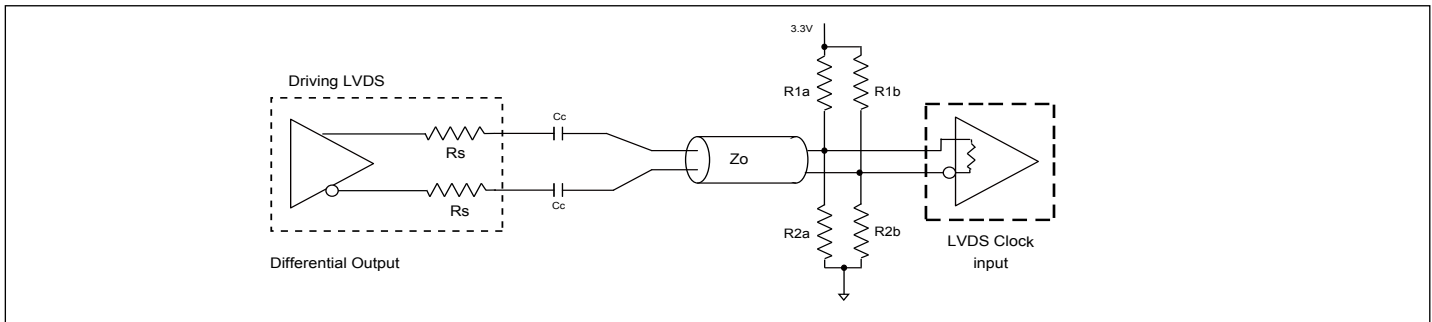 3.3V
Driving LVDS
R1a
R1b
Cc
Rs
Zo
Rs
Cc
R2a
R2b
LVDS Clock
input
Differential Output